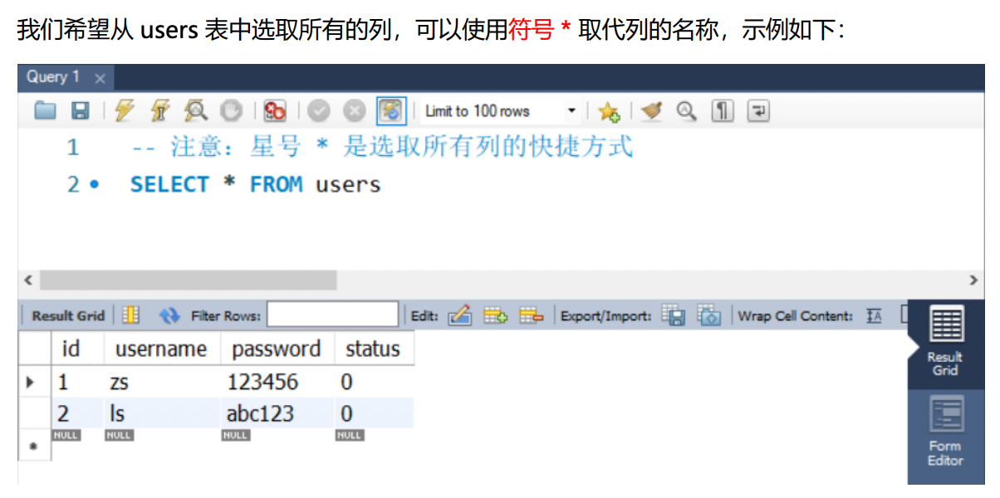 我们希望从 users 表中选取所有的列，可以使用符号 * 取代列的名称，示例如下：
Query 1
Limit to 100 rows
1 -- 注意：星号 * 是选取所有列的快捷方式
2 SELECT * FROM users
Result Grid Filter Rows: Edit: Export/Import: Wrap Cell Content: IA
id username password status
1 zs 123456 0
2 ls abc123 0
NULL NULL NULL NULL
Result
Grid
Form
Editor